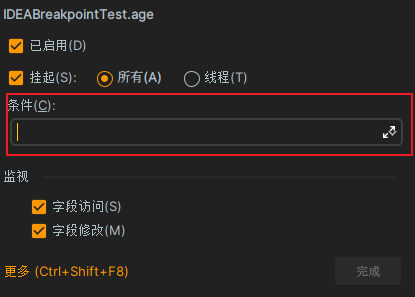 IDEABreakpointTest.age
已启用(D)
挂起(S): 所有(A) 线程(T)
条件(C):
监视
字段访问(S)
字段修改(M)
更多 (Ctrl+Shift+F8) 完成